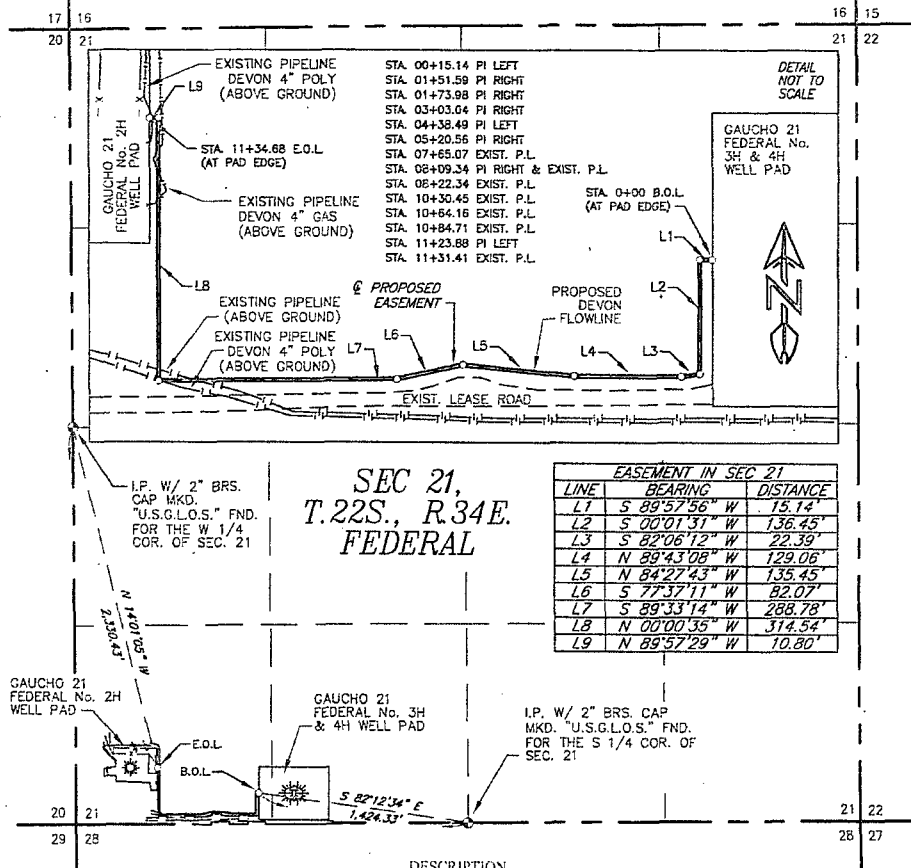 17 16
20 21
16 15
21 22
EXISTING PIPELINE
DEVON 4" POLY
(ABOVE GROUND)
L9
GAUCHO 21
FEDERAL No. 2H
WELL PAD
STA. 11+34.68 E.O.L
(AT PAD EDGE)
EXISTING PIPELINE
DEVON 4" GAS
(ABOVE GROUND)
STA. 00+15.14 PI LEFT
STA. 01+51.59 PI RIGHT
STA. 01+73.98 PI RIGHT
STA. 03+03.04 PI RIGHT
STA. 04+38.49 PI LEFT
STA. 05+20.56 PI RIGHT
STA. 07+65.07 EXIST. P.L.
STA. 08+09.34 PI RIGHT & EXIST. P.L.
STA. 08+22.34 EXIST. P.L.
STA. 10+30.45 EXIST. P.L.
STA. 10+64.16 EXIST. P.L.
STA. 10+84.71 EXIST. P.L.
STA. 11+23.88 PI LEFT
STA. 11+31.41 EXIST. P.L.
DETAIL
NOT TO
SCALE
GAUCHO 21
FEDERAL No.
3H & 4H
WELL PAD
STA. 0+00 B.O.L
(AT PAD EDGE)
L1
L2
N
L8
℄ PROPOSED
EASEMENT
PROPOSED
DEVON
FLOWLINE
EXISTING PIPELINE
(ABOVE GROUND)
EXISTING PIPELINE
DEVON 4" POLY
(ABOVE GROUND)
L7
L6
L5
L4
L3
EXIST. LEASE ROAD
I.P. W/ 2" BRS.
CAP MKD.
"U.S.G.L.O.S." FND.
FOR THE W 1/4
COR. OF SEC. 21
SEC 21,
T.22S., R.34E.
FEDERAL
EASEMENT IN SEC 21
LINE BEARING DISTANCE
L1 S 89°57'56" W 15.14'
L2 S 00°01'31" W 136.45'
L3 S 82°06'12" W 22.39'
L4 N 89°43'08" W 129.06'
L5 N 84°27'43" W 135.45'
L6 S 77°37'11" W 82.07'
L7 S 89°33'14" W 288.78'
L8 N 00°00'35" W 314.54'
L9 N 89°57'29" W 10.80'
N 14°01'05" W
2,330.43'
GAUCHO 21
FEDERAL No. 2H
WELL PAD
E.O.L
B.O.L
GAUCHO 21
FEDERAL No. 3H
& 4H WELL PAD
I.P. W/ 2" BRS. CAP
MKD. "U.S.G.L.O.S." FND.
FOR THE S 1/4 COR. OF
SEC. 21
S 82°12'34" E
1,424.33'
20 21
29 28
21 22
28 27
DESCRIPTION